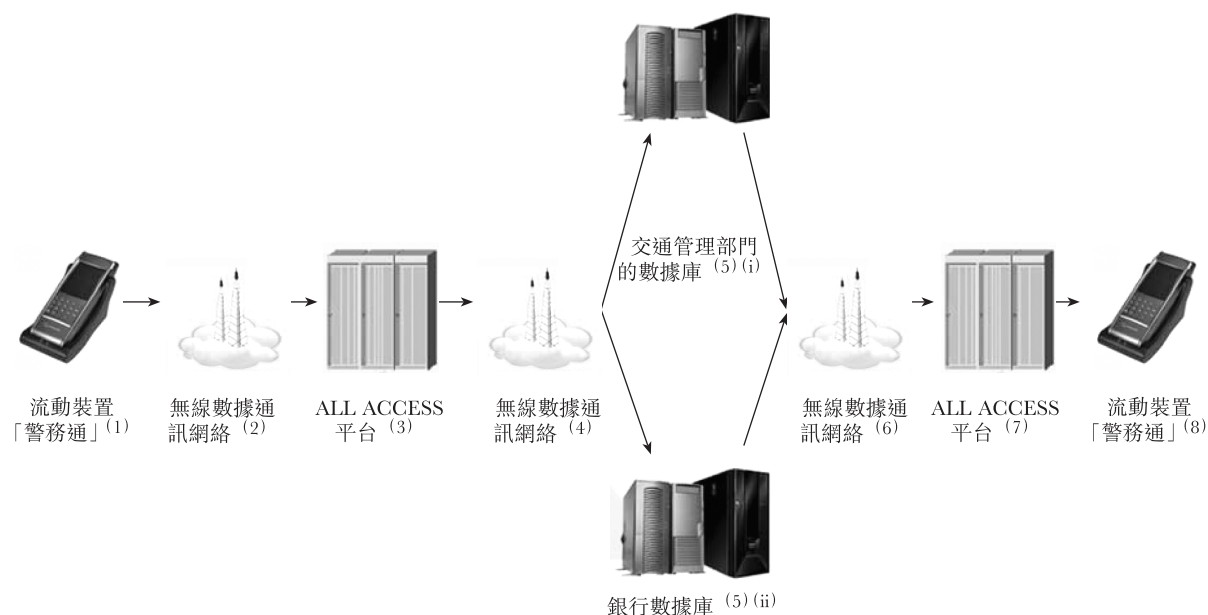 交通管理部門
的數據庫 (5)(i)
流動裝置
「警務通」(1)
無線數據通
訊網絡 (2)
ALL ACCESS
平台 (3)
無線數據通
訊網絡 (4)
無線數據通
訊網絡 (6)
ALL ACCESS
平台 (7)
流動裝置
「警務通」(8)
銀行數據庫 (5)(ii)